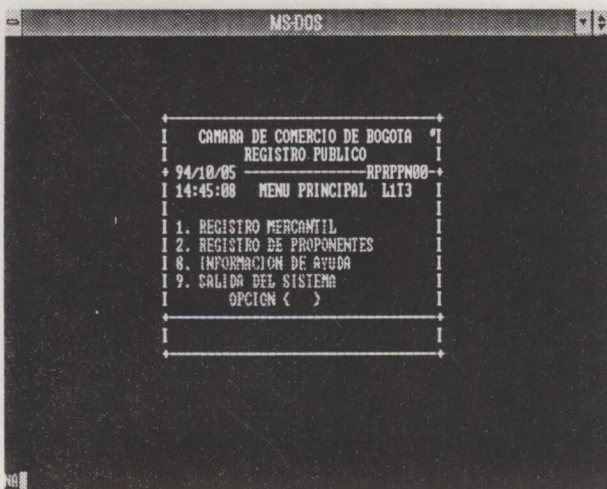 MS-DOS
CAMARA DE COMERCIO DE BOGOTA
REGISTRO PUBLICO
94/10/05 RPRPPN00
14:45:08 MENU PRINCIPAL L1T3
1. REGISTRO MERCANTIL
2. REGISTRO DE PROPONENTES
8. INFORMACION DE AYUDA
9. SALIDA DEL SISTEMA
OPCION < >
NA